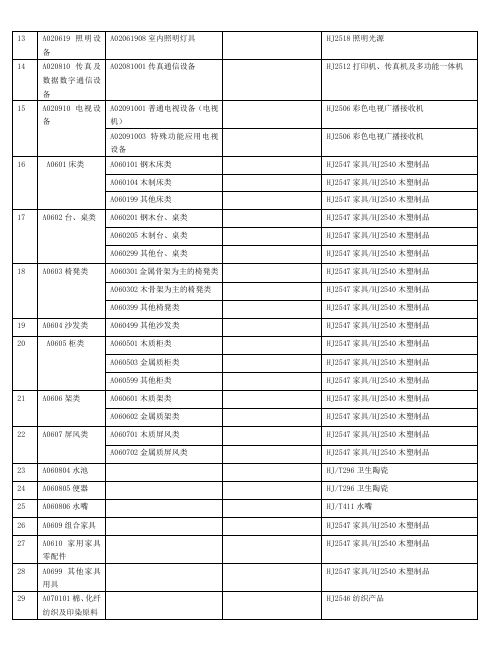 13 A020619 照明设 A02061908 室内照明灯具 HJ2518 照明光源
备
14 A020810 传真及 A02081001 传真通信设备 HJ2512 打印机、传真机及多功能一体机
数据数字通信设
备
15 A020910 电视设 A02091001 普通电视设备（电视 HJ2506 彩色电视广播接收机
备 机）
A02091003 特殊功能应用电视 HJ2506 彩色电视广播接收机
设备
16 A0601 床类 A060101 钢木床类 HJ2547 家具/HJ2540 木塑制品
A060104 木制床类 HJ2547 家具/HJ2540 木塑制品
A060199 其他床类 HJ2547 家具/HJ2540 木塑制品
17 A0602 台、桌类 A060201 钢木台、桌类 HJ2547 家具/HJ2540 木塑制品
A060205 木制台、桌类 HJ2547 家具/HJ2540 木塑制品
A060299 其他台、桌类 HJ2547 家具/HJ2540 木塑制品
18 A0603 椅凳类 A060301 金属骨架为主的椅凳类 HJ2547 家具/HJ2540 木塑制品
A060302 木骨架为主的椅凳类 HJ2547 家具/HJ2540 木塑制品
A060399 其他椅凳类 HJ2547 家具/HJ2540 木塑制品
19 A0604 沙发类 A060499 其他沙发类 HJ2547 家具/HJ2540 木塑制品
20 A0605 柜类 A060501 木质柜类 HJ2547 家具/HJ2540 木塑制品
A060503 金属质柜类 HJ2547 家具/HJ2540 木塑制品
A060599 其他柜类 HJ2547 家具/HJ2540 木塑制品
21 A0606 架类 A060601 木质架类 HJ2547 家具/HJ2540 木塑制品
A060602 金属质架类 HJ2547 家具/HJ2540 木塑制品
22 A0607 屏风类 A060701 木质屏风类 HJ2547 家具/HJ2540 木塑制品
A060702 金属质屏风类 HJ2547 家具/HJ2540 木塑制品
23 A060804 水池 HJ/T296 卫生陶瓷
24 A060805 便器 HJ/T296 卫生陶瓷
25 A060806 水嘴 HJ/T411 水嘴
26 A0609 组合家具 HJ2547 家具/HJ2540 木塑制品
27 A0610 家用家具 HJ2547 家具/HJ2540 木塑制品
零配件
28 A0699 其他家具 HJ2547 家具/HJ2540 木塑制品
用具
29 A070101 棉、化纤 HJ2546 纺织产品
纺织及印染原料